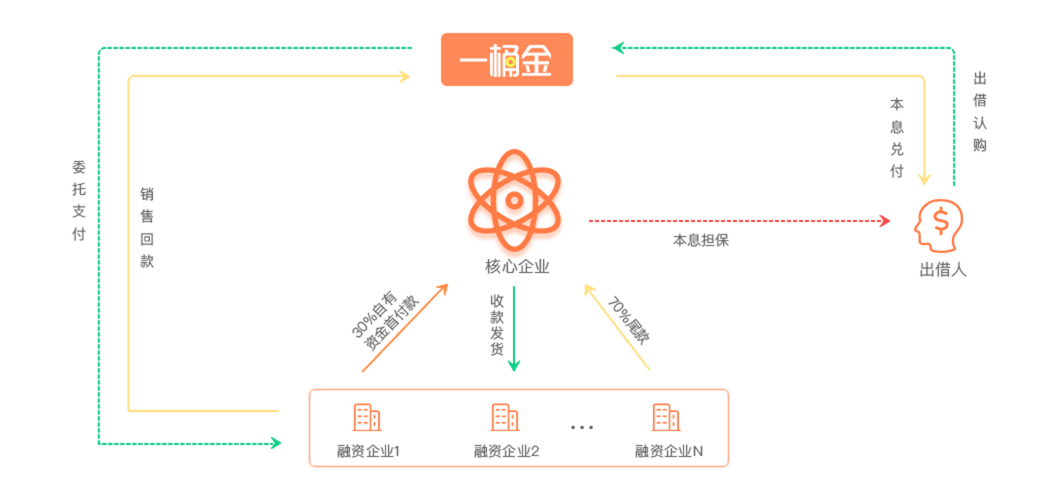 一桶金
出借认购
本息兑付
委托支付
销售回款
本息担保
出借人
核心企业
30%自有
资金首付款
收款发货
70%尾款
融资企业1
融资企业2
...
融资企业N